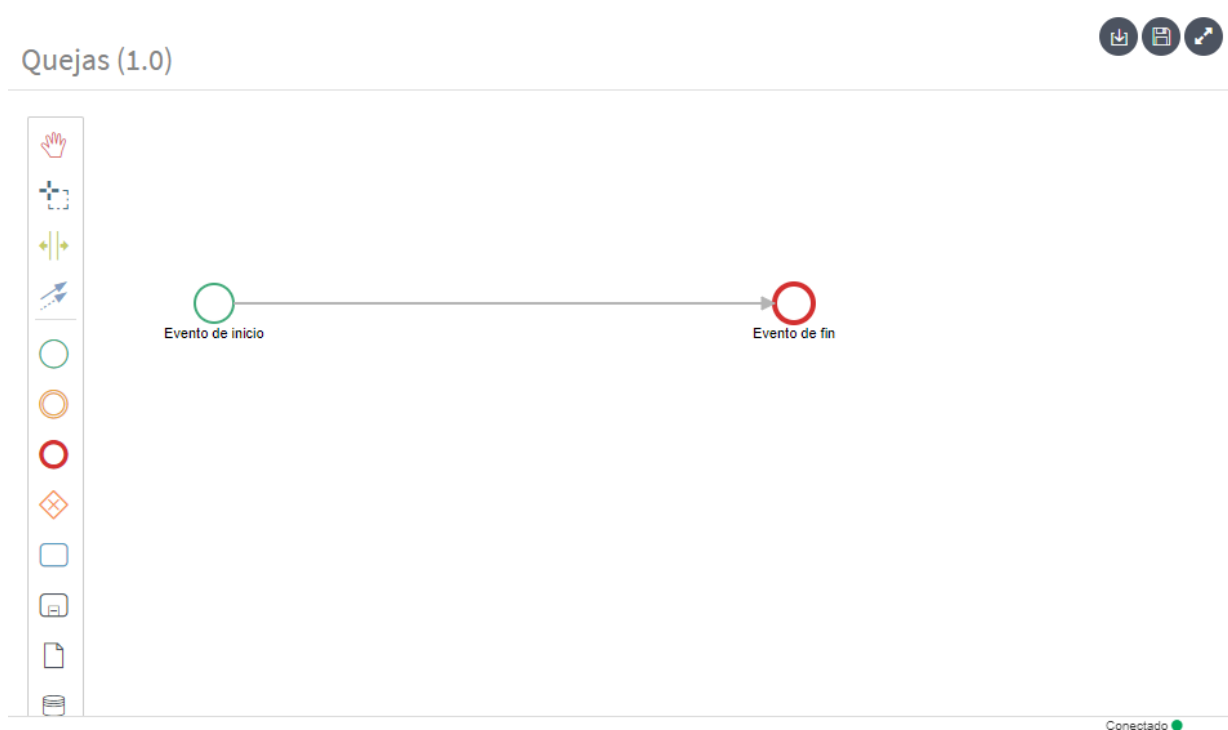 Quejas (1.0)
Evento de inicio
Evento de fin
Conectado